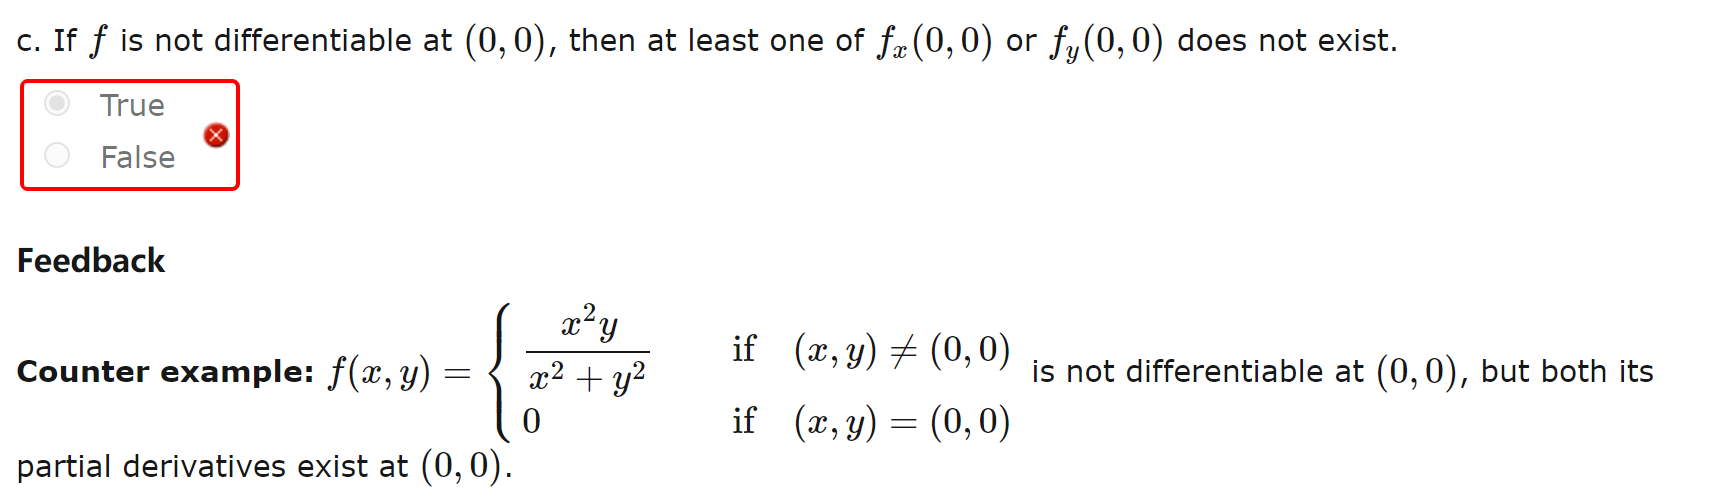 c. If f is not differentiable at (0, 0), then at least one of fₓ(0, 0) or f_y(0, 0) does not exist.
True
False
Feedback
Counter example: f(x, y) = { x²y / (x² + y²) if (x, y) ≠ (0, 0) is not differentiable at (0, 0), but both its
0 if (x, y) = (0, 0)
partial derivatives exist at (0, 0).